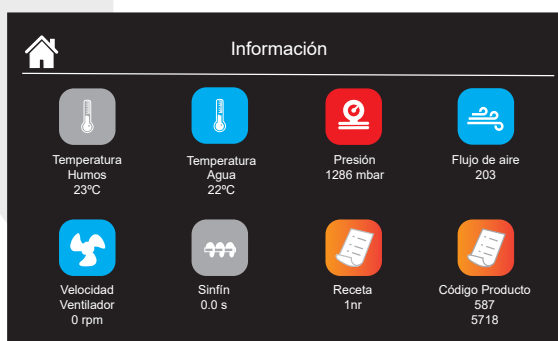 Información
Temperatura
Humos
23ºC
Temperatura
Agua
22ºC
Presión
1286 mbar
Flujo de aire
203
Velocidad
Ventilador
0 rpm
Sinfín
0.0 s
Receta
1nr
Código Producto
587
5718